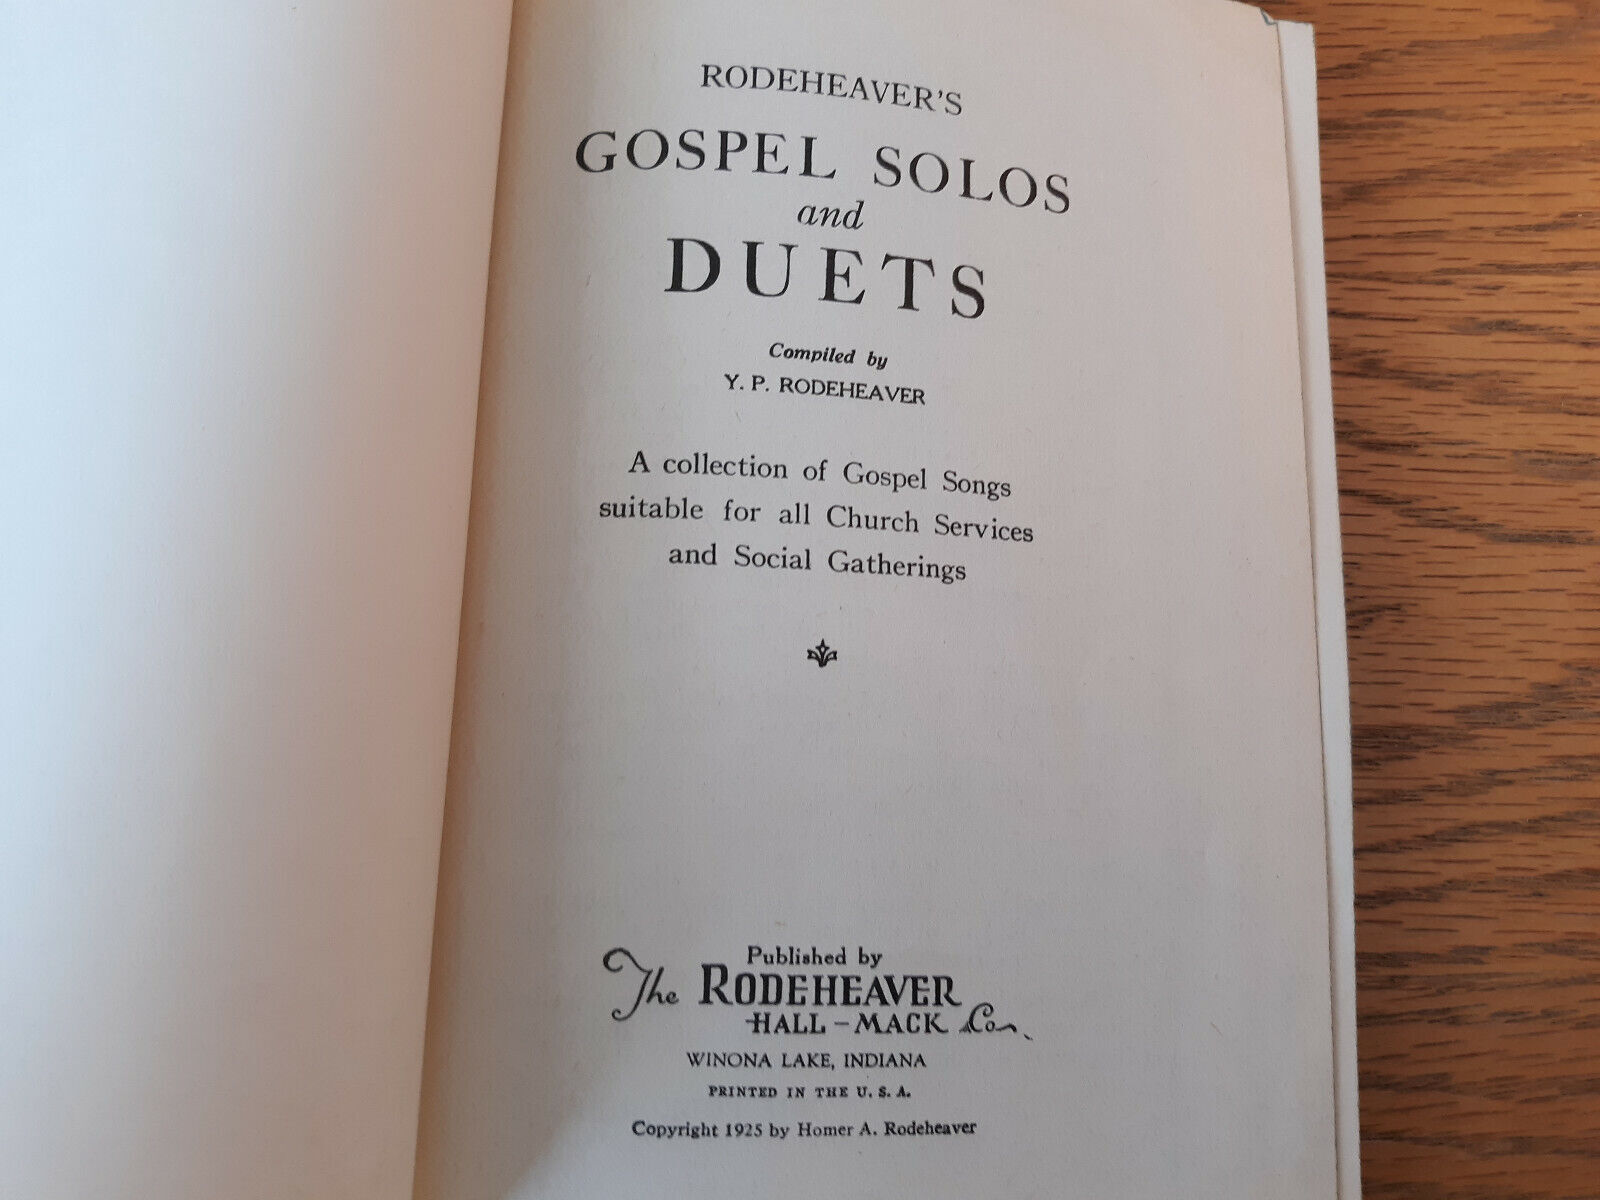 RODEHEAVER'S
GOSPEL SOLOS
and
DUETS
Compiled by
Y. P. RODEHEAVER
A collection of Gospel Songs
suitable for all Church Services
and Social Gatherings
Published by
The RODEHEAVER
HALL-MACK Co.
WINONA LAKE, INDIANA
PRINTED IN THE U. S. A.
Copyright 1925 by Homer A. Rodeheaver